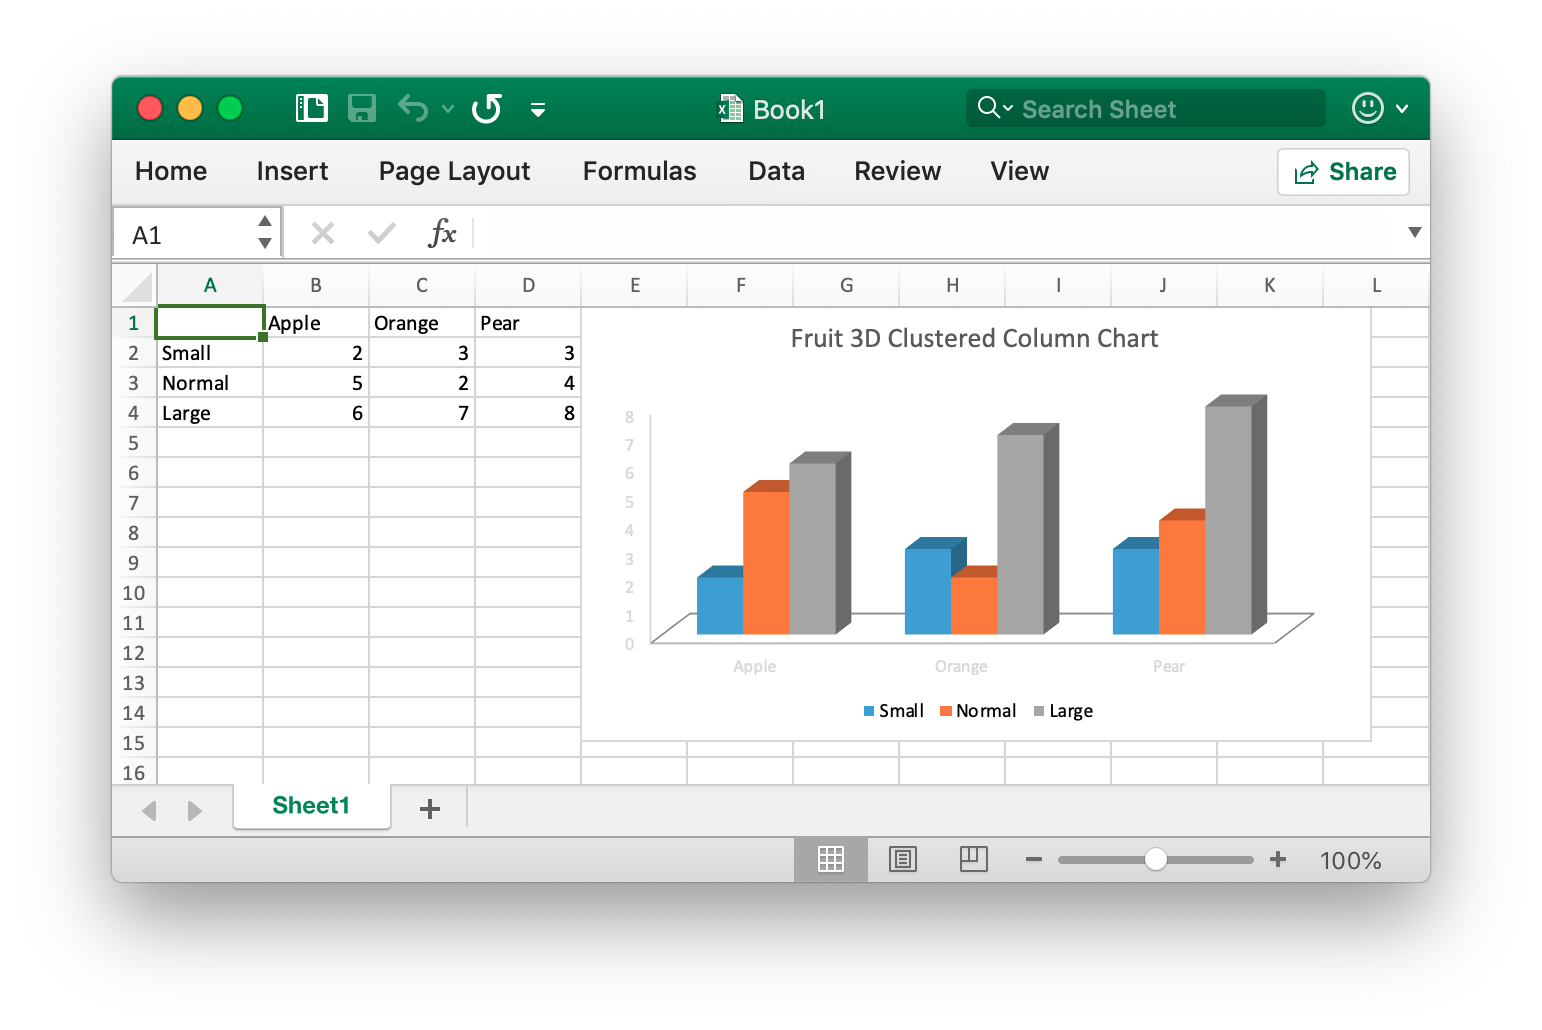 Book1
Search Sheet
Home Insert Page Layout Formulas Data Review View Share
A1 fx
A B C D E F G H I J K L
1 Apple Orange Pear
2 Small 2 3 3
3 Normal 5 2 4
4 Large 6 7 8
5
6
7
8
9
10
11
12
13
14
15
16
Fruit 3D Clustered Column Chart
8
7
6
5
4
3
2
1
0
Apple Orange Pear
Small Normal Large
Sheet1 +
100%